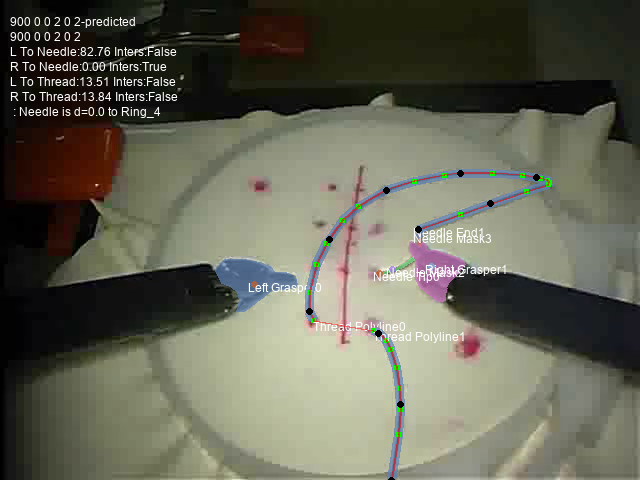 900 0 0 2 0 2-predicted
900 0 0 2 0 2
L To Needle:82.76 Inters:False
R To Needle:0.00 Inters:True
L To Thread:13.51 Inters:False
R To Thread:13.84 Inters:False
: Needle is d=0.0 to Ring_4
Needle End1
Needle Mask3
Needle Mask2
Right Grasper1
Needle Tip0
Left Grasper0
Thread Polyline0
Thread Polyline1